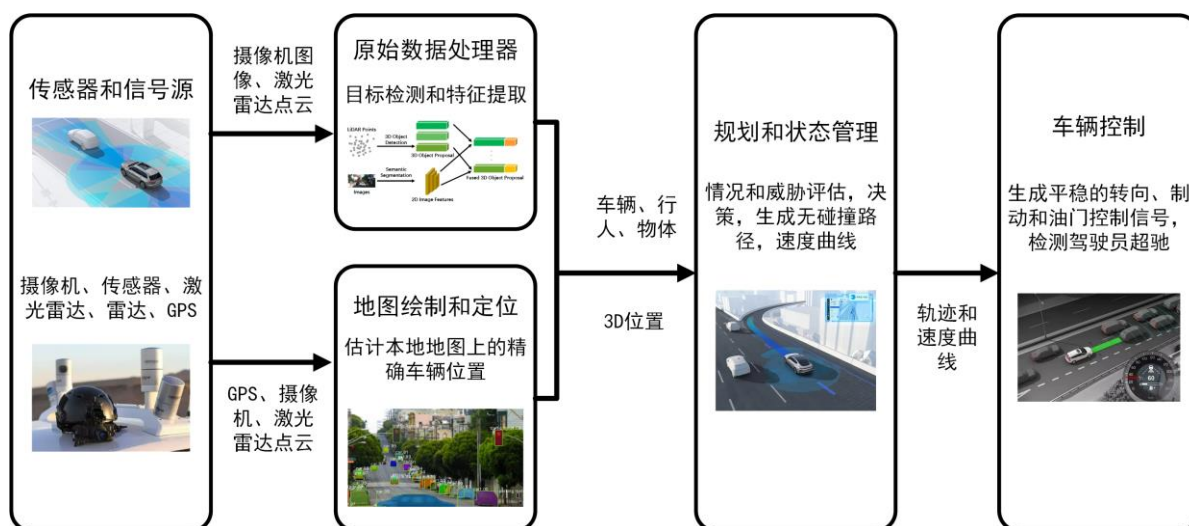 传感器和信号源
摄像机、传感器、激
光雷达、雷达、GPS
摄像机图
像、激光
雷达点云
GPS、摄像
机、激光
雷达点云
原始数据处理器
目标检测和特征提取
LiDAR Points
3D Object
Detection
3D Object Proposal
Semantic
Segmentation
Images
2D Image Features
Fused 3D Object Proposal
地图绘制和定位
估计本地地图上的精
确车辆位置
车辆、行
人、物体
3D位置
规划和状态管理
情况和威胁评估，决
策，生成无碰撞路
径，速度曲线
轨迹和
速度曲
线
车辆控制
生成平稳的转向、制
动和油门控制信号，
检测驾驶员超驰
60